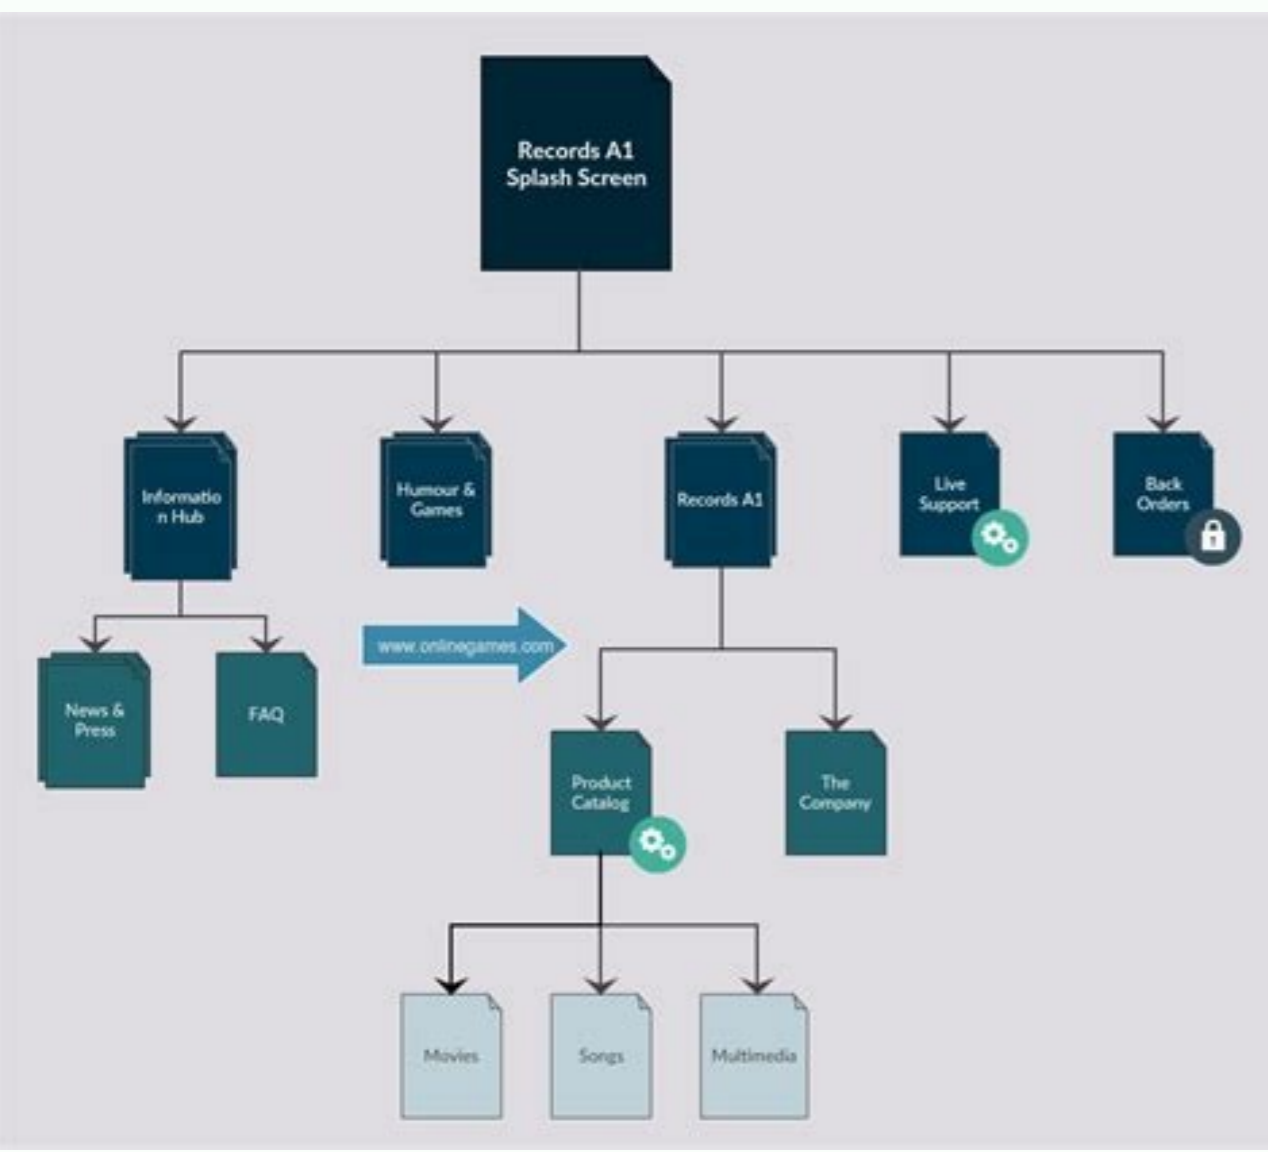 Records A1
Splash Screen
Informatio
n Hub
Humour &
Games
Records A1
Live
Support
Back
Orders
www.onlinegames.com
News &
Press
FAQ
Product
Catalog
The
Company
Movies
Songs
Multimedia